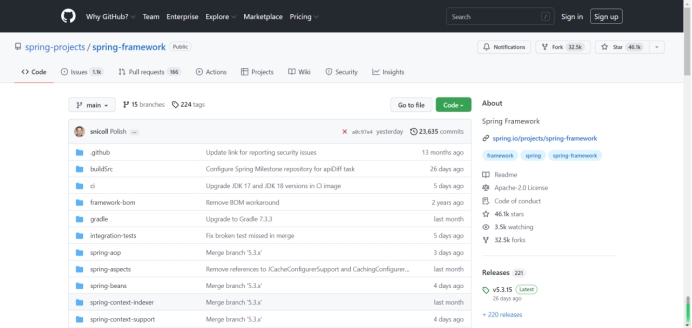 Why GitHub? Team Enterprise Explore Marketplace Pricing Search / Sign in Sign up
spring-projects / spring-framework Public Notifications Fork 32.5k Star 46.1k
Code Issues 1.1k Pull requests 166 Actions Projects Wiki Security Insights
main 15 branches 224 tags Go to file Code
snicoll Polish ... yesterday 23,635 commits
.github Update link for reporting security issues 13 months ago
buildSrc Configure Spring Milestone repository for apiDiff task 26 days ago
ci Upgrade JDK 17 and JDK 18 versions in CI image 5 days ago
framework-bom Remove BOM workaround 2 years ago
gradle Upgrade to Gradle 7.3.3 last month
integration-tests Fix broken test missed in merge 5 days ago
spring-aop Merge branch '5.3.x' 3 days ago
spring-aspects Remove references to JCacheConfigurerSupport and CachingConfigurer... last month
spring-beans Merge branch '5.3.x' 4 days ago
spring-context-indexer Merge branch '5.3.x' last month
spring-context-support Merge branch '5.3.x' 4 days ago
About
Spring Framework
spring.io/projects/spring-framework
framework spring spring-framework
Readme
Apache-2.0 License
Code of conduct
46.1k stars
3.5k watching
32.5k forks
Releases 221
v5.3.15 Latest
26 days ago
+ 220 releases